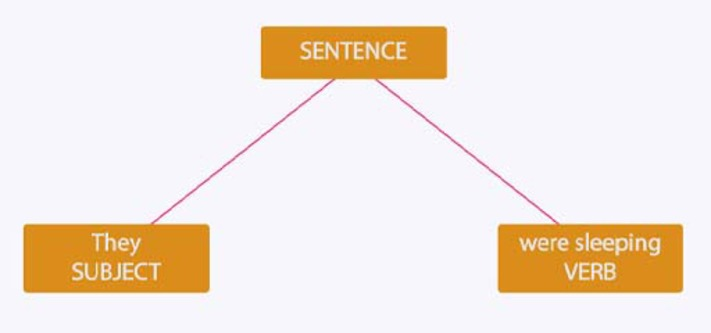 SENTENCE
They
SUBJECT
were sleeping
VERB